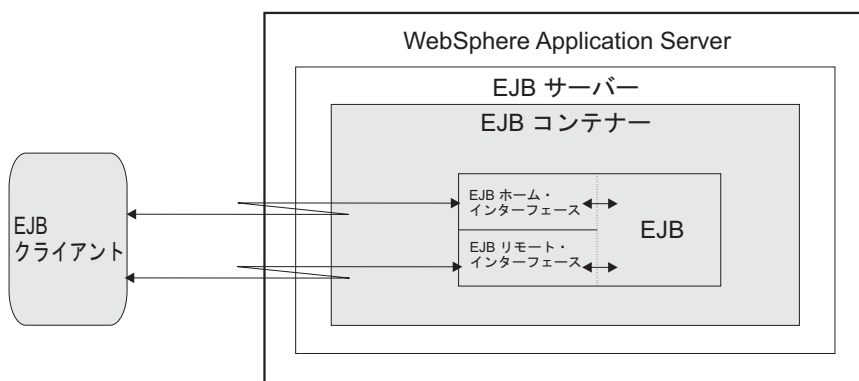 WebSphere Application Server
EJB サーバー
EJB コンテナー
EJB ホーム・
インターフェース
EJB リモート・
インターフェース
EJB
EJB
クライアント